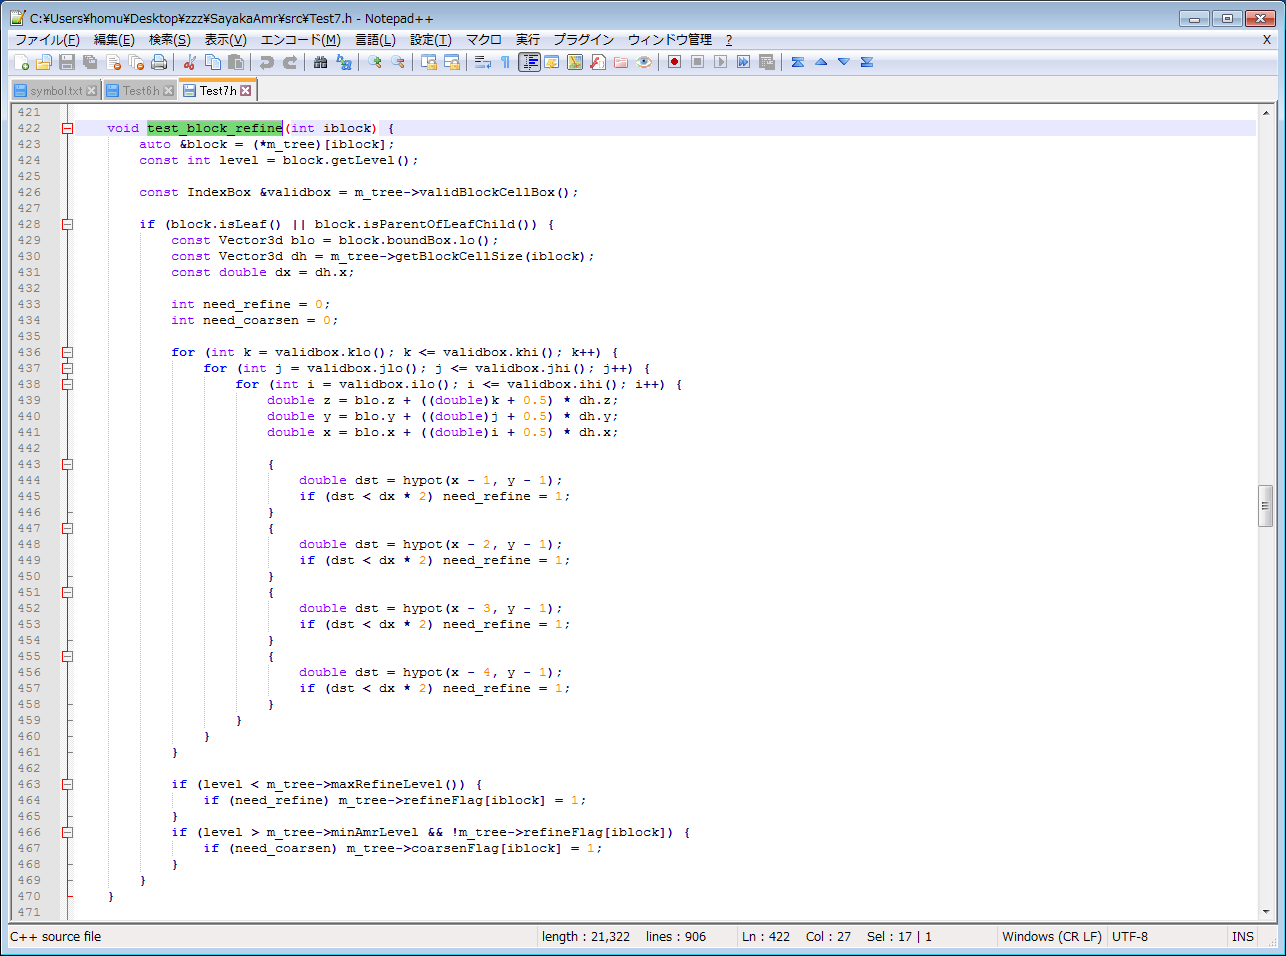 C:¥Users¥homu¥Desktop¥zzz¥SayakaAmr¥src¥Test7.h - Notepad++
ファイル(F) 編集(E) 検索(S) 表示(V) エンコード(M) 言語(L) 設定(T) マクロ 実行 プラグイン ウィンドウ管理 ? X
symbol.txt Test6.h Test7.h
421
422 void test_block_refine(int iblock) {
423 auto &block = (*m_tree)[iblock];
424 const int level = block.getLevel();
425
426 const IndexBox &validbox = m_tree->validBlockCellBox();
427
428 if (block.isLeaf() || block.isParentOfLeafChild()) {
429 const Vector3d blo = block.boundBox.lo();
430 const Vector3d dh = m_tree->getBlockCellSize(iblock);
431 const double dx = dh.x;
432
433 int need_refine = 0;
434 int need_coarsen = 0;
435
436 for (int k = validbox.klo(); k <= validbox.khi(); k++) {
437 for (int j = validbox.jlo(); j <= validbox.jhi(); j++) {
438 for (int i = validbox.ilo(); i <= validbox.ihi(); i++) {
439 double z = blo.z + ((double)k + 0.5) * dh.z;
440 double y = blo.y + ((double)j + 0.5) * dh.y;
441 double x = blo.x + ((double)i + 0.5) * dh.x;
442
443 {
444 double dst = hypot(x - 1, y - 1);
445 if (dst < dx * 2) need_refine = 1;
446 }
447 {
448 double dst = hypot(x - 2, y - 1);
449 if (dst < dx * 2) need_refine = 1;
450 }
451 {
452 double dst = hypot(x - 3, y - 1);
453 if (dst < dx * 2) need_refine = 1;
454 }
455 {
456 double dst = hypot(x - 4, y - 1);
457 if (dst < dx * 2) need_refine = 1;
458 }
459 }
460 }
461 }
462
463 if (level < m_tree->maxRefineLevel()) {
464 if (need_refine) m_tree->refineFlag[iblock] = 1;
465 }
466 if (level > m_tree->minAmrLevel && !m_tree->refineFlag[iblock]) {
467 if (need_coarsen) m_tree->coarsenFlag[iblock] = 1;
468 }
469 }
470 }
471
C++ source file length : 21,322 lines : 906 Ln : 422 Col : 27 Sel : 17 | 1 Windows (CR LF) UTF-8 INS